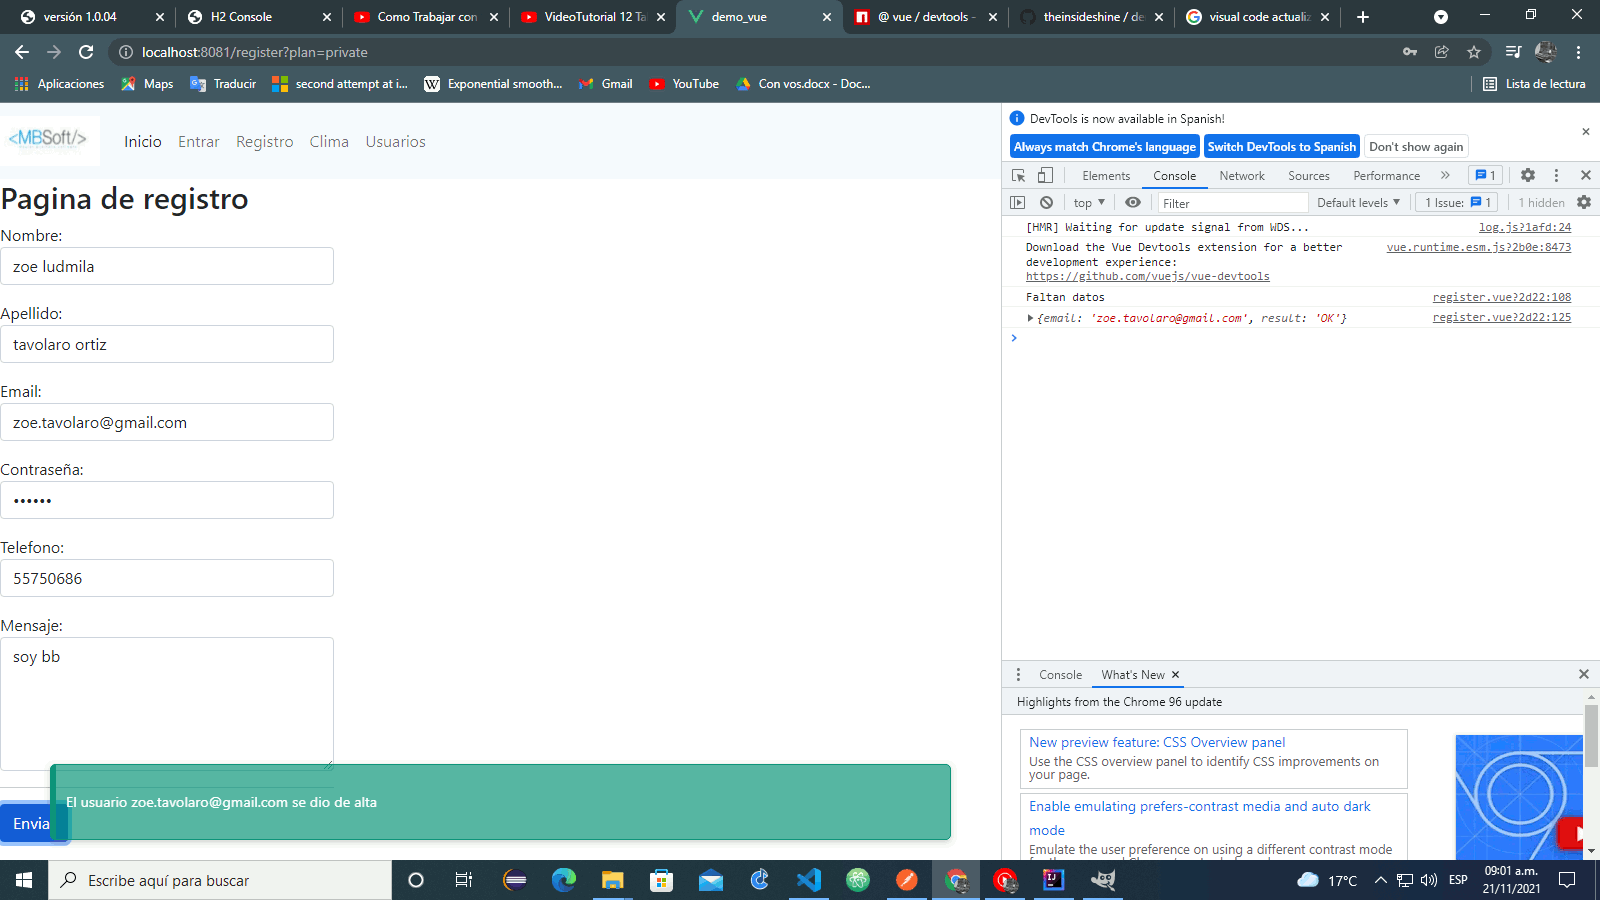 versión 1.0.04
H2 Console
Como Trabajar con
VideoTutorial 12 Tal
demo_vue
@ vue / devtools -
theinsideshine / de
visual code actualiz
localhost:8081/register?plan=private
Aplicaciones
Maps
Traducir
second attempt at i...
Exponential smooth...
Gmail
YouTube
Con vos.docx - Doc...
Lista de lectura
<MBSoft/>
Inicio
Entrar
Registro
Clima
Usuarios
Pagina de registro
Nombre:
zoe ludmila
Apellido:
tavolaro ortiz
Email:
zoe.tavolaro@gmail.com
Contraseña:
••••••
Telefono:
55750686
Mensaje:
soy bb
El usuario zoe.tavolaro@gmail.com se dio de alta
Envia
DevTools is now available in Spanish!
Always match Chrome's language
Switch DevTools to Spanish
Don't show again
Elements
Console
Network
Sources
Performance
1
top
Filter
Default levels
1 Issue: 1
1 hidden
[HMR] Waiting for update signal from WDS...
log.js?1afd:24
Download the Vue Devtools extension for a better
vue.runtime.esm.js?2b0e:8473
development experience:
https://github.com/vuejs/vue-devtools
Faltan datos
register.vue?2d22:108
{email: 'zoe.tavolaro@gmail.com', result: 'OK'}
register.vue?2d22:125
Console
What's New
Highlights from the Chrome 96 update
New preview feature: CSS Overview panel
Use the CSS overview panel to identify CSS improvements on
your page.
Enable emulating prefers-contrast media and auto dark
mode
Emulate the user preference on using a different contrast mode
Escribe aquí para buscar
17°C
ESP
09:01 a.m.
21/11/2021